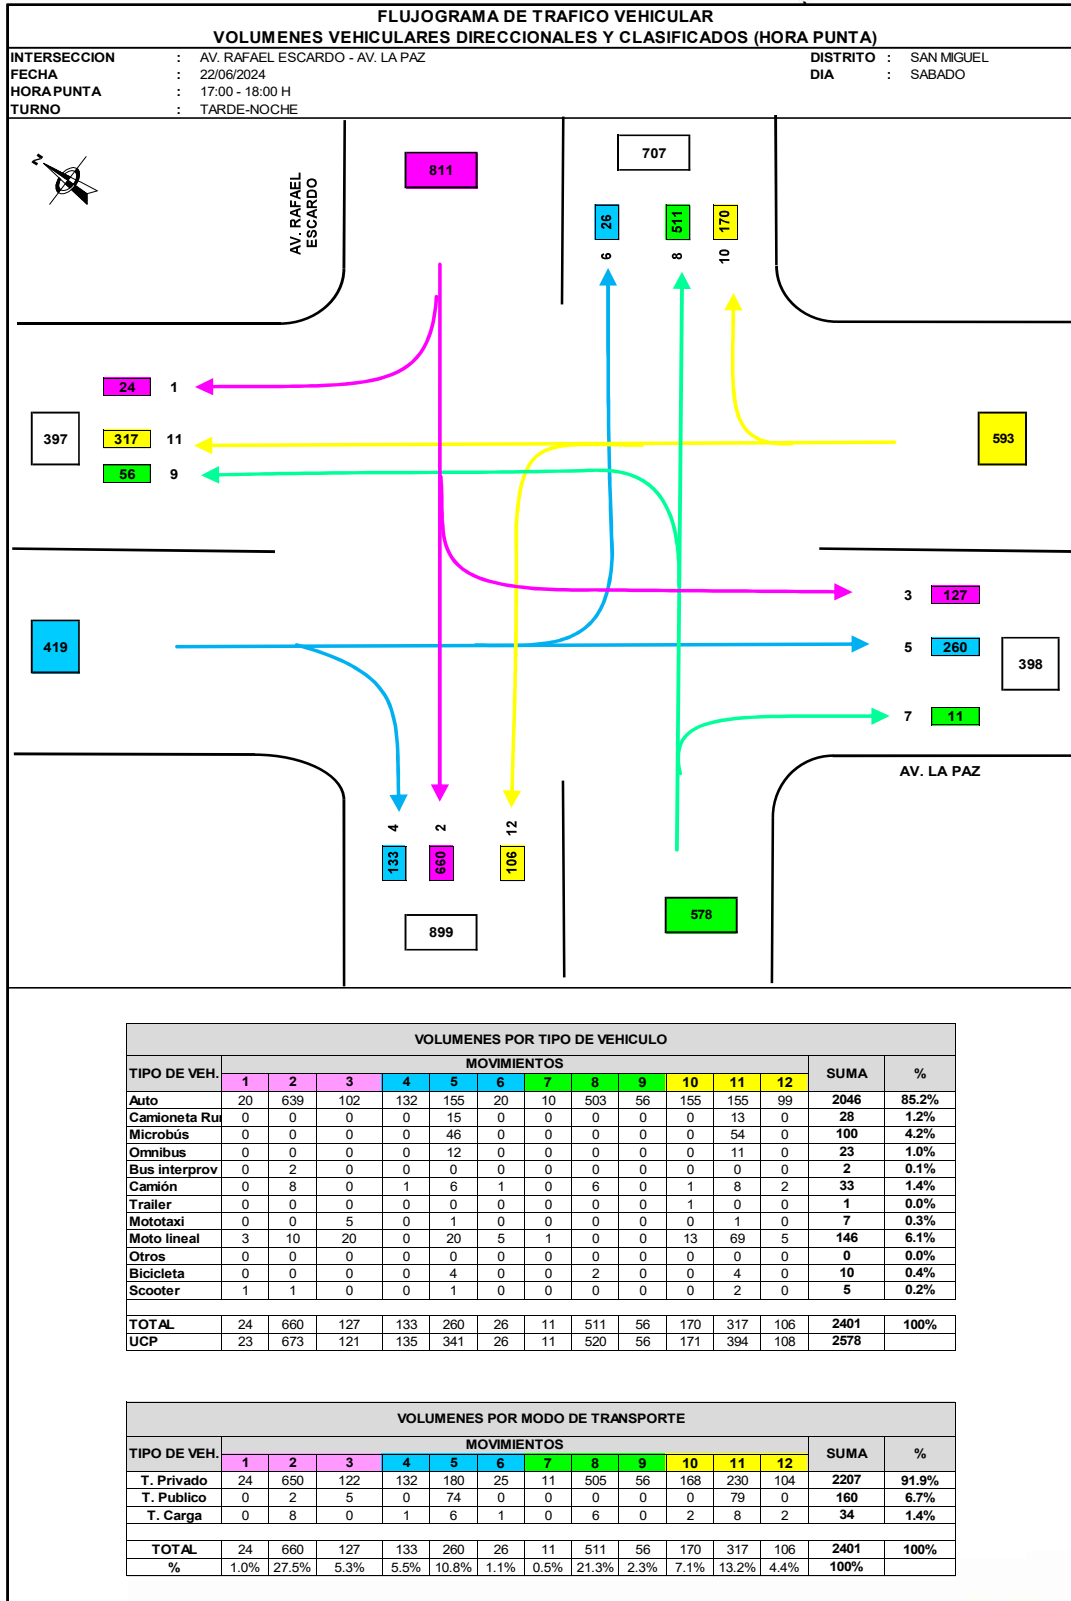 FLUJOGRAMA DE TRAFICO VEHICULAR
VOLUMENES VEHICULARES DIRECCIONALES Y CLASIFICADOS (HORA PUNTA)
INTERSECCION : AV. RAFAEL ESCARDO - AV. LA PAZ DISTRITO : SAN MIGUEL
FECHA : 22/06/2024 DIA : SABADO
HORA PUNTA : 17:00 - 18:00 H
TURNO : TARDE-NOCHE
Z
AV. RAFAEL
ESCARDO
811
707
26 511 170
6 8 10
24 1
397 317 11
56 9
593
3 127
419
5 260
398
7 11
AV. LA PAZ
4 2 12
133 660 106
899
578
VOLUMENES POR TIPO DE VEHICULO
TIPO DE VEH. MOVIMIENTOS SUMA %
1 2 3 4 5 6 7 8 9 10 11 12
Auto 20 639 102 132 155 20 10 503 56 155 155 99 2046 85.2%
Camioneta Rur 0 0 0 0 15 0 0 0 0 0 13 0 28 1.2%
Microbús 0 0 0 0 46 0 0 0 0 0 54 0 100 4.2%
Omnibus 0 0 0 0 12 0 0 0 0 0 11 0 23 1.0%
Bus interprov 0 2 0 0 0 0 0 0 0 0 0 0 2 0.1%
Camión 0 8 0 1 6 1 0 6 0 1 8 2 33 1.4%
Trailer 0 0 0 0 0 0 0 0 0 1 0 0 1 0.0%
Mototaxi 0 0 5 0 1 0 0 0 0 0 1 0 7 0.3%
Moto lineal 3 10 20 0 20 5 1 0 0 13 69 5 146 6.1%
Otros 0 0 0 0 0 0 0 0 0 0 0 0 0 0.0%
Bicicleta 0 0 0 0 4 0 0 2 0 0 4 0 10 0.4%
Scooter 1 1 0 0 1 0 0 0 0 0 2 0 5 0.2%
TOTAL 24 660 127 133 260 26 11 511 56 170 317 106 2401 100%
UCP 23 673 121 135 341 26 11 520 56 171 394 108 2578
VOLUMENES POR MODO DE TRANSPORTE
TIPO DE VEH. MOVIMIENTOS SUMA %
1 2 3 4 5 6 7 8 9 10 11 12
T. Privado 24 650 122 132 180 25 11 505 56 168 230 104 2207 91.9%
T. Publico 0 2 5 0 74 0 0 0 0 0 79 0 160 6.7%
T. Carga 0 8 0 1 6 1 0 6 0 2 8 2 34 1.4%
TOTAL 24 660 127 133 260 26 11 511 56 170 317 106 2401 100%
% 1.0% 27.5% 5.3% 5.5% 10.8% 1.1% 0.5% 21.3% 2.3% 7.1% 13.2% 4.4% 100%